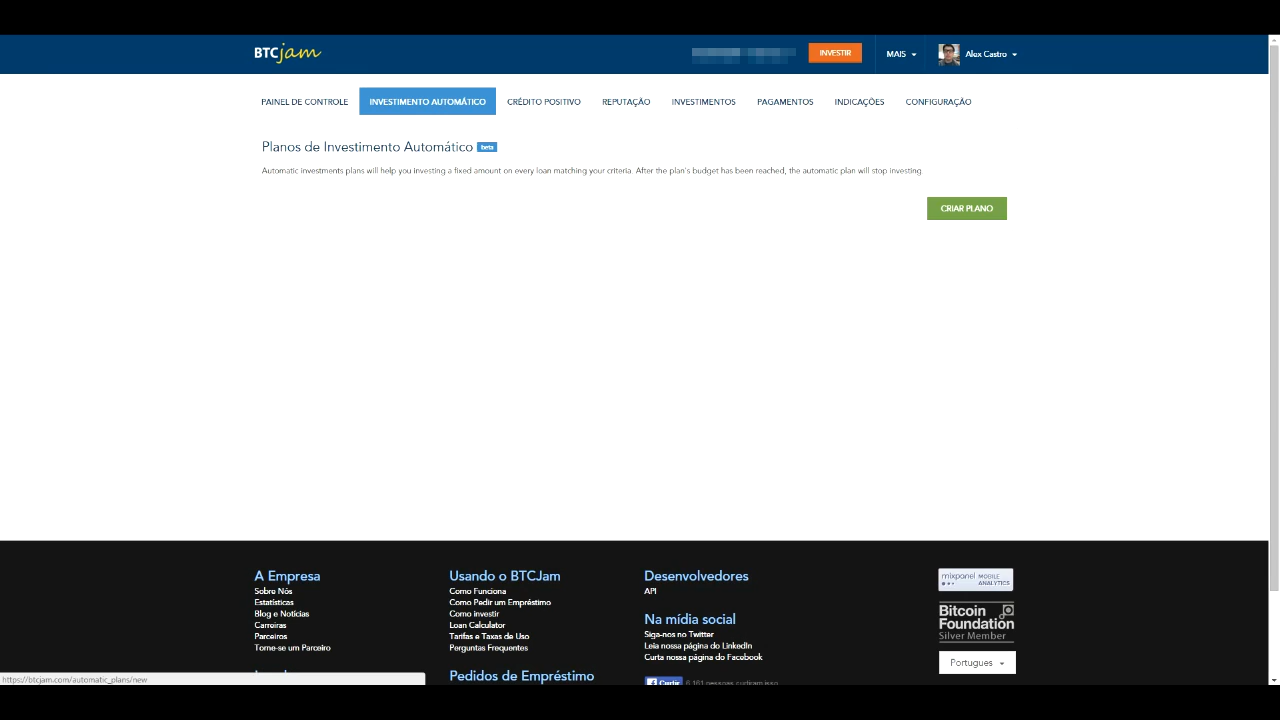 BTCjam
INVESTIR
MAIS
Alex Castro
PAINEL DE CONTROLE
INVESTIMENTO AUTOMÁTICO
CRÉDITO POSITIVO
REPUTAÇÃO
INVESTIMENTOS
PAGAMENTOS
INDICAÇÕES
CONFIGURAÇÃO
Planos de Investimento Automático beta
Automatic investments plans will help you investing a fixed amount on every loan matching your criteria. After the plan's budget has been reached, the automatic plan will stop investing
CRIAR PLANO
A Empresa
Sobre Nós
Estatísticas
Blog e Notícias
Carreiras
Parceiros
Torne-se um Parceiro
Usando o BTCJam
Como Funciona
Como Pedir um Empréstimo
Como investir
Loan Calculator
Tarifas e Taxas de Uso
Perguntas Frequentes
Pedidos de Empréstimo
Desenvolvedores
API
Na mídia social
Siga-nos no Twitter
Leia nossa página do LinkedIn
Curta nossa página do Facebook
Curtir
6.161 pessoas curtiram isso
mixpanel MOBILE
ANALYTICS
Bitcoin
Foundation
Silver Member
Portugues
https://btcjam.com/automatic_plans/new